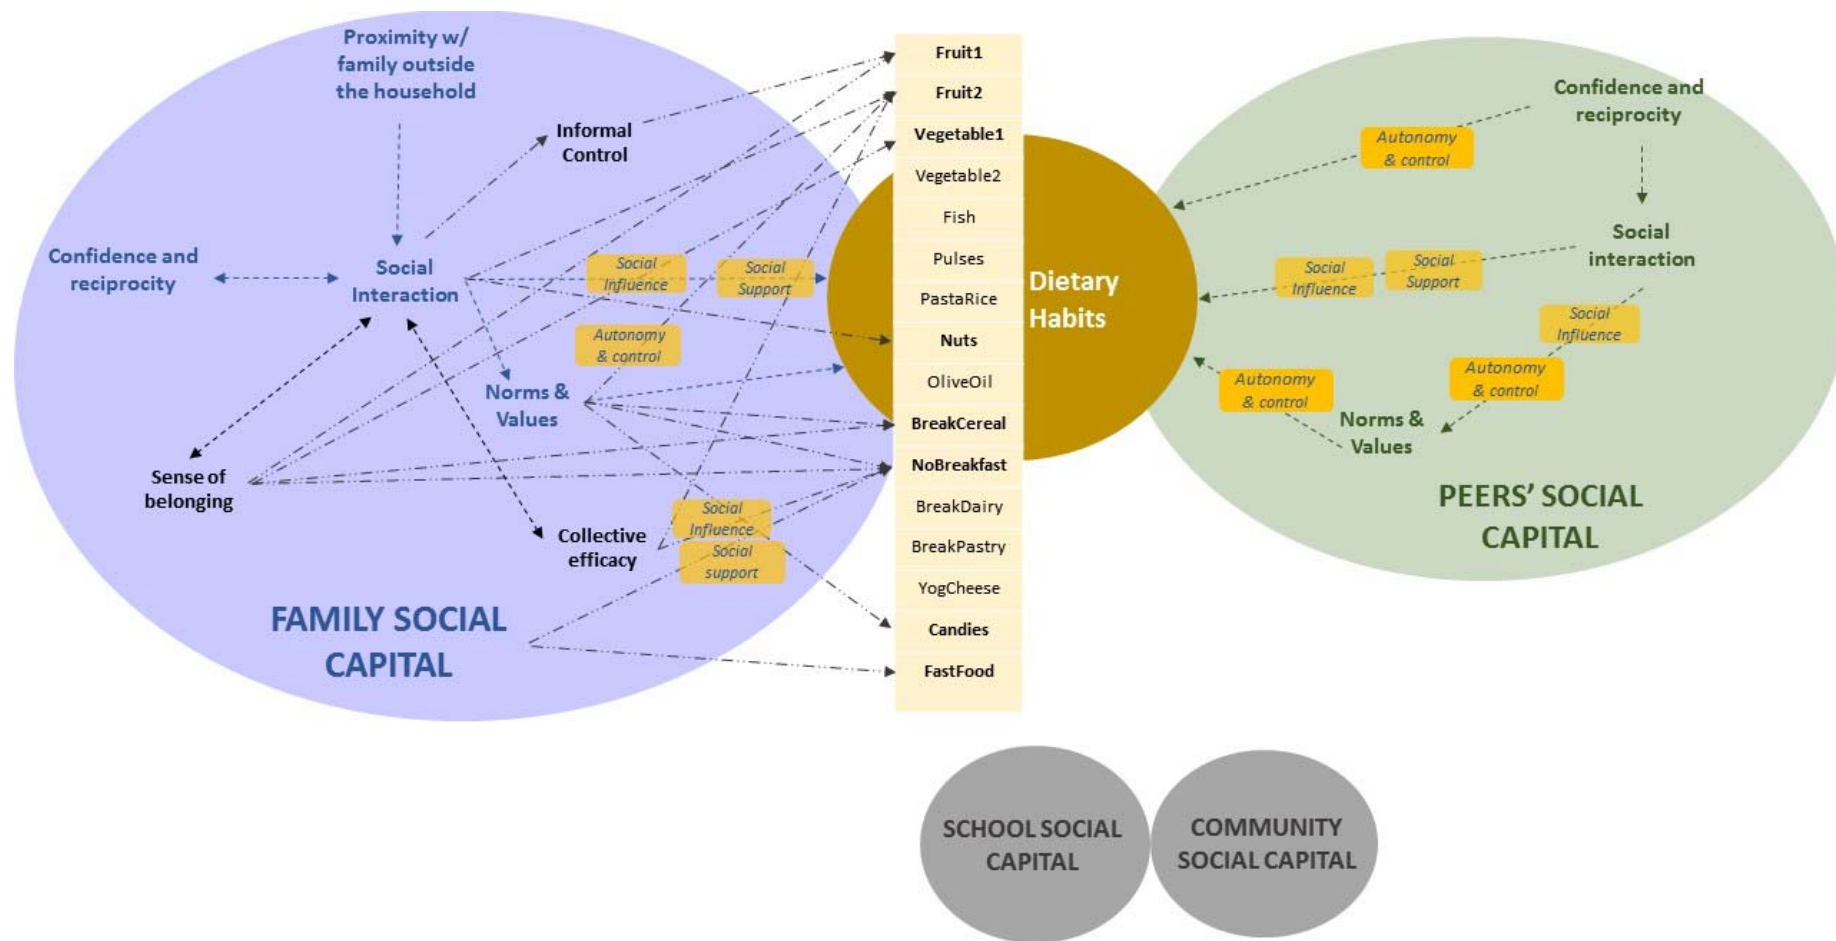 Proximity w/
family outside
the household
Informal
Control
Confidence and
reciprocity
Social
Interaction
Social
Influence
Social
Support
Autonomy
& control
Norms &
Values
Sense of
belonging
Collective
efficacy
Social
Influence
Social
support
FAMILY SOCIAL
CAPITAL
Fruit1
Fruit2
Vegetable1
Vegetable2
Fish
Pulses
PastaRice
Nuts
OliveOil
BreakCereal
NoBreakfast
BreakDairy
BreakPastry
YogCheese
Candies
FastFood
Dietary
Habits
Confidence and
reciprocity
Autonomy
& control
Social
interaction
Social
Influence
Social
Support
Social
Influence
Autonomy
& control
Autonomy
& control
Norms &
Values
PEERS' SOCIAL
CAPITAL
SCHOOL SOCIAL
CAPITAL
COMMUNITY
SOCIAL CAPITAL